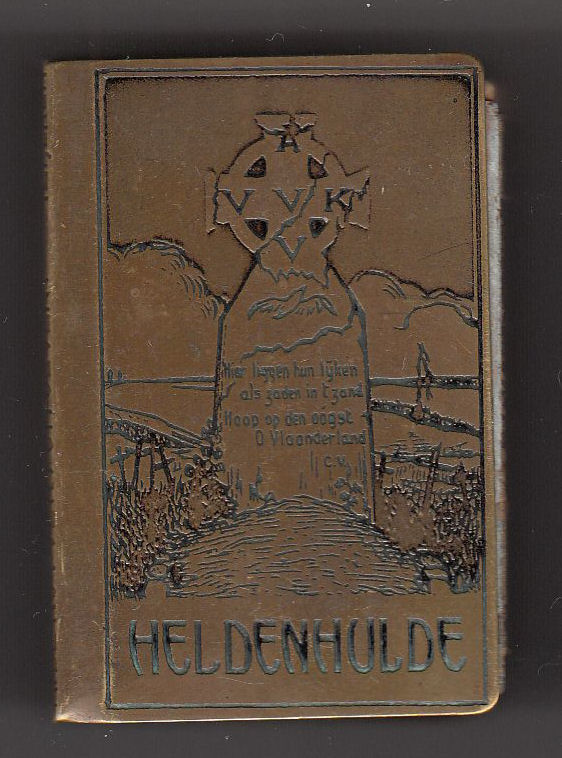 A
V V K
V
Hier liggen hun lijken
als zaden in 't zand
Hoop op den oogst
O Vlaanderland
C.V.
HELDENHULDE